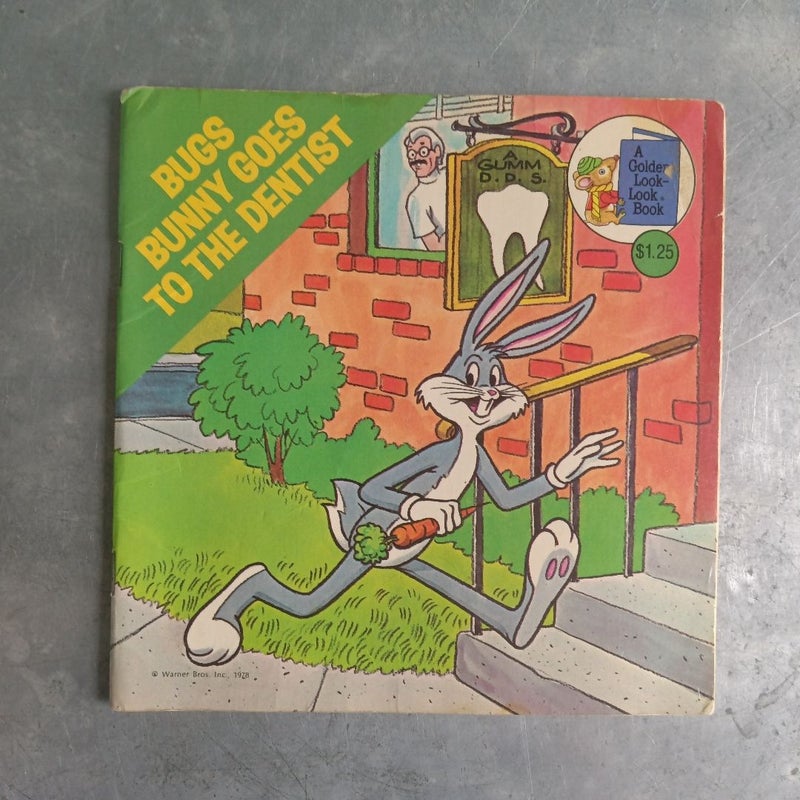 BUGS
BUNNY GOES
TO THE DENTIST
A
GUMM
D.D.S.
A
Golden
Look-
Look
Book
$1.25
© Warner Bros. Inc., 1978